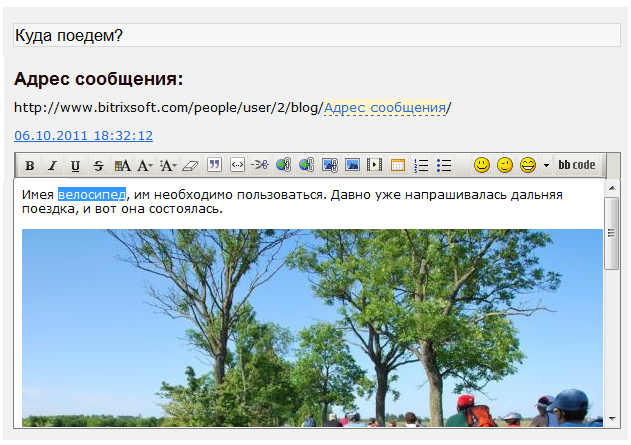 Куда поедем?
Адрес сообщения:
http://www.bitrixsoft.com/people/user/2/blog/Адрес сообщения/
06.10.2011 18:32:12
B I U S A A A bb code
Имея велосипед, им необходимо пользоваться. Давно уже напрашивалась дальняя
поездка, и вот она состоялась.